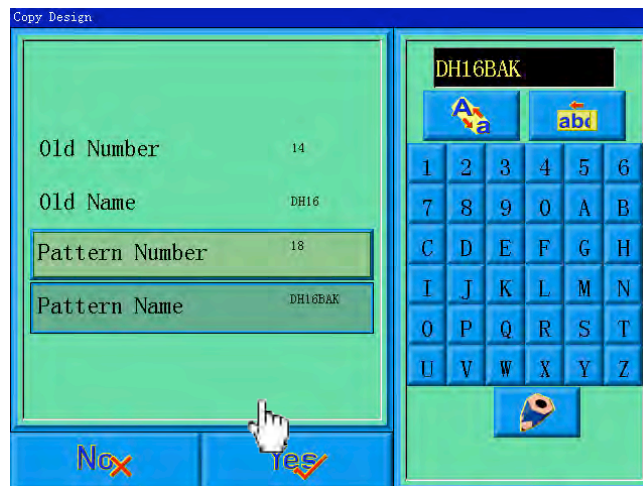 Copy Design
Old Number 14
Old Name DH16
Pattern Number 18
Pattern Name DH16BAK
No
Yes
DH16BAK
A a
abc
1 2 3 4 5 6
7 8 9 0 A B
C D E F G H
I J K L M N
O P Q R S T
U V W X Y Z